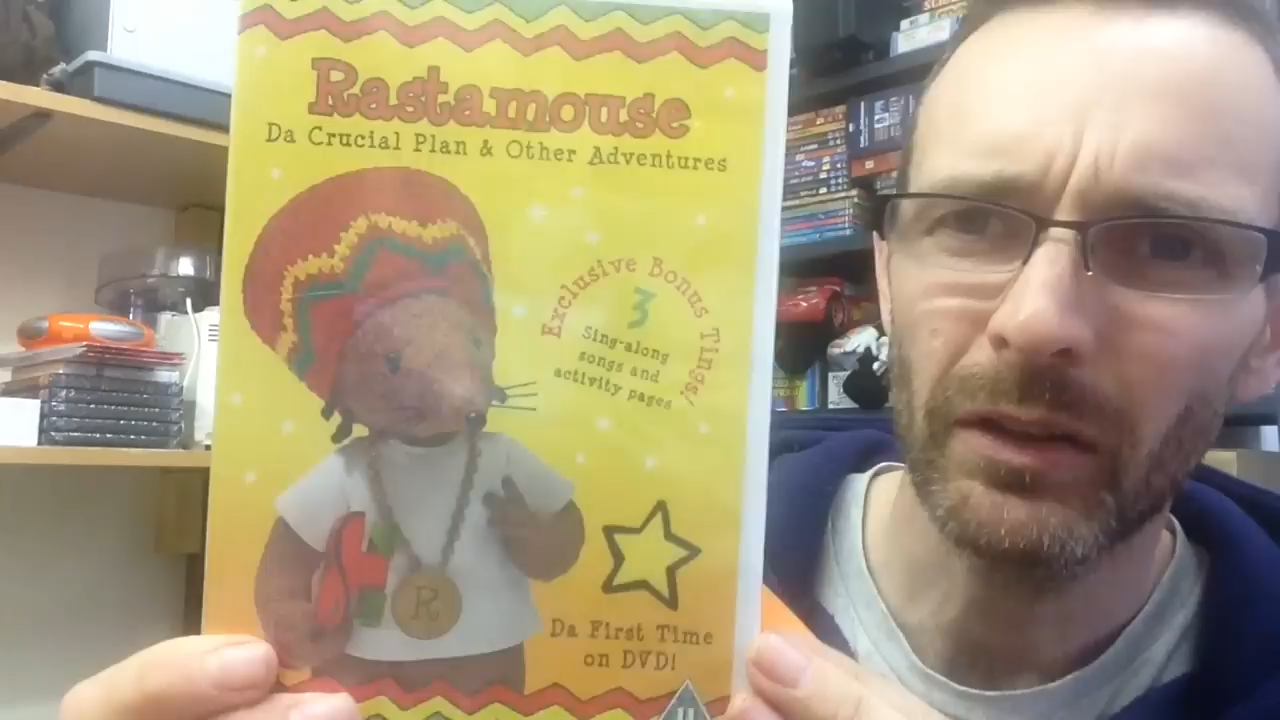 Rastamouse
Da Crucial Plan & Other Adventures
Exclusive Bonus Tings!
3
Sing-along
songs and
activity pages
R
Da First Time
on DVD!